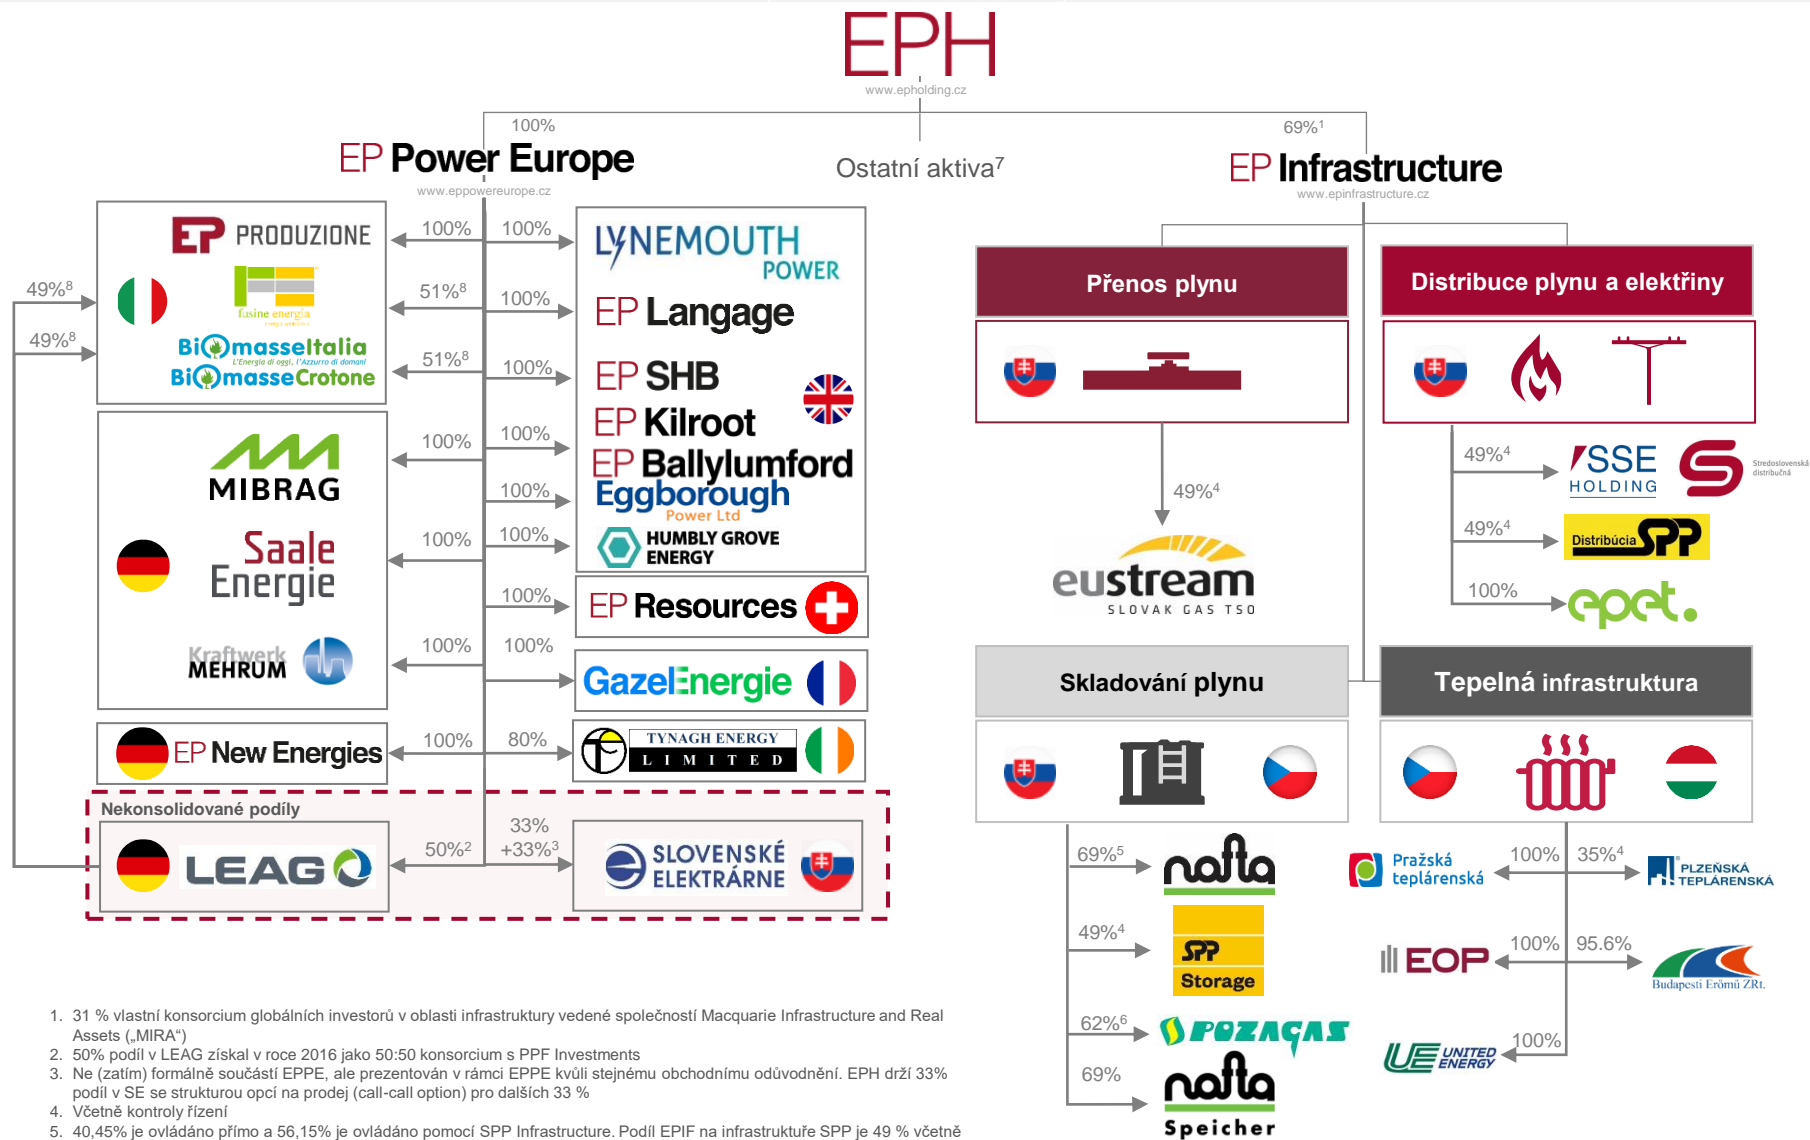 EPH
www.epholding.cz
100%
69%1
EP Power Europe
www.eppowereurope.cz
Ostatní aktiva7
EP Infrastructure
www.epinfrastructure.cz
EP PRODUZIONE
100%
100%
LYNEMOUTH
POWER
49%8
51%8
100%
fusine energia
EP Langage
49%8
BiomasseItalia
L'Energia di oggi, l'Azzurro di domani
BiomasseCrotone
51%8
100%
EP SHB
EP Kilroot
100%
100%
EP Ballylumford
MIBRAG
100%
Eggborough
Power Ltd
Saale
Energie
100%
100%
HUMBLY GROVE
ENERGY
100%
EP Resources
Kraftwerk
MEHRUM
100%
100%
GazelEnergie
EP New Energies
100%
80%
TYNAGH ENERGY
LIMITED
Nekonsolidované podíly
LEAG
50%2
33%
+33%3
SLOVENSKÉ
ELEKTRÁRNE
Přenos plynu
49%4
eustream
SLOVAK GAS TSO
Distribuce plynu a elektřiny
49%4
SSE
HOLDING
Stredoslovenská
distribučná
49%4
Distribúcia SPP
100%
epet.
Skladování plynu
69%5
nafta
49%4
SPP
Storage
62%6
POZAGAS
69%
nafta
Speicher
Tepelná infrastruktura
Pražská
teplárenská
100%
35%4
PLZEŇSKÁ
TEPLÁRENSKÁ
EOP
100%
95.6%
Budapesti Erőmű ZRt.
UE UNITED
ENERGY
100%
1. 31 % vlastní konsorcium globálních investorů v oblasti infrastruktury vedené společností Macquarie Infrastructure and Real
Assets („MIRA“)
2. 50% podíl v LEAG získal v roce 2016 jako 50:50 konsorcium s PPF Investments
3. Ne (zatím) formálně součástí EPPE, ale prezentován v rámci EPPE kvůli stejnému obchodnímu odůvodnění. EPH drží 33%
podíl v SE se strukturou opcí na prodej (call-call option) pro dalších 33 %
4. Včetně kontroly řízení
5. 40,45% je ovládáno přímo a 56,15% je ovládáno pomocí SPP Infrastructure. Podíl EPIF na infrastruktuře SPP je 49 % včetně